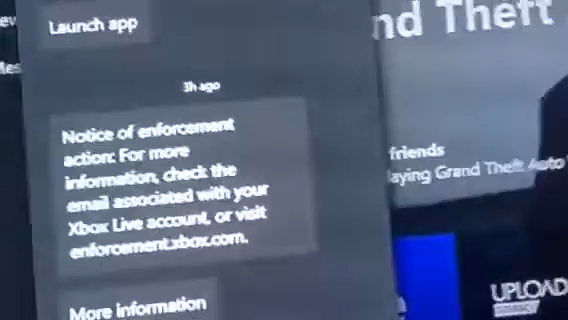 Launch app
nd Theft
3h ago
Notice of enforcement
action: For more
information, check the
email associated with your
Xbox Live account, or visit
enforcement.xbox.com.
friends
aying Grand Theft Auto
More information
UPLOAD